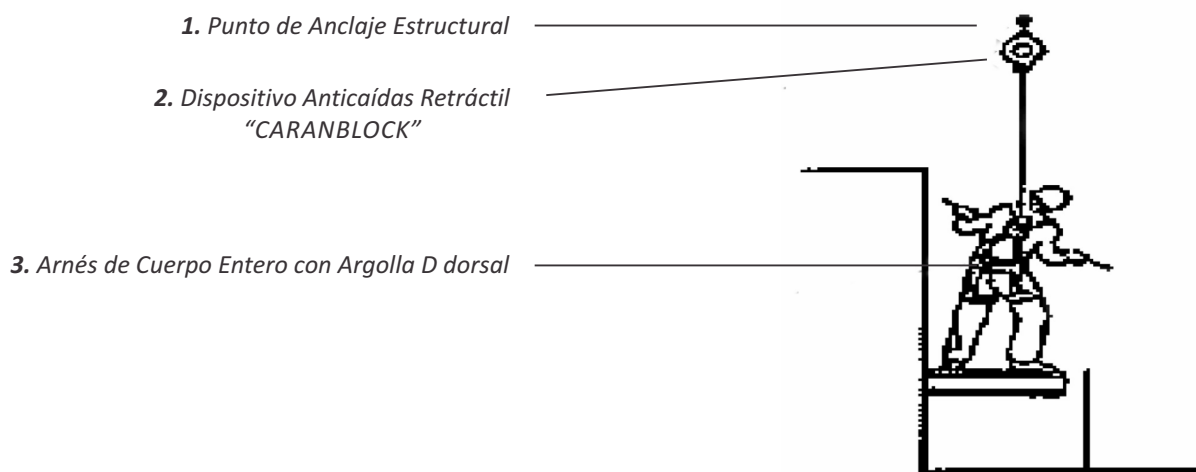 1. Punto de Anclaje Estructural
2. Dispositivo Anticaídas Retráctil
“CARANBLOCK”
3. Arnés de Cuerpo Entero con Argolla D dorsal